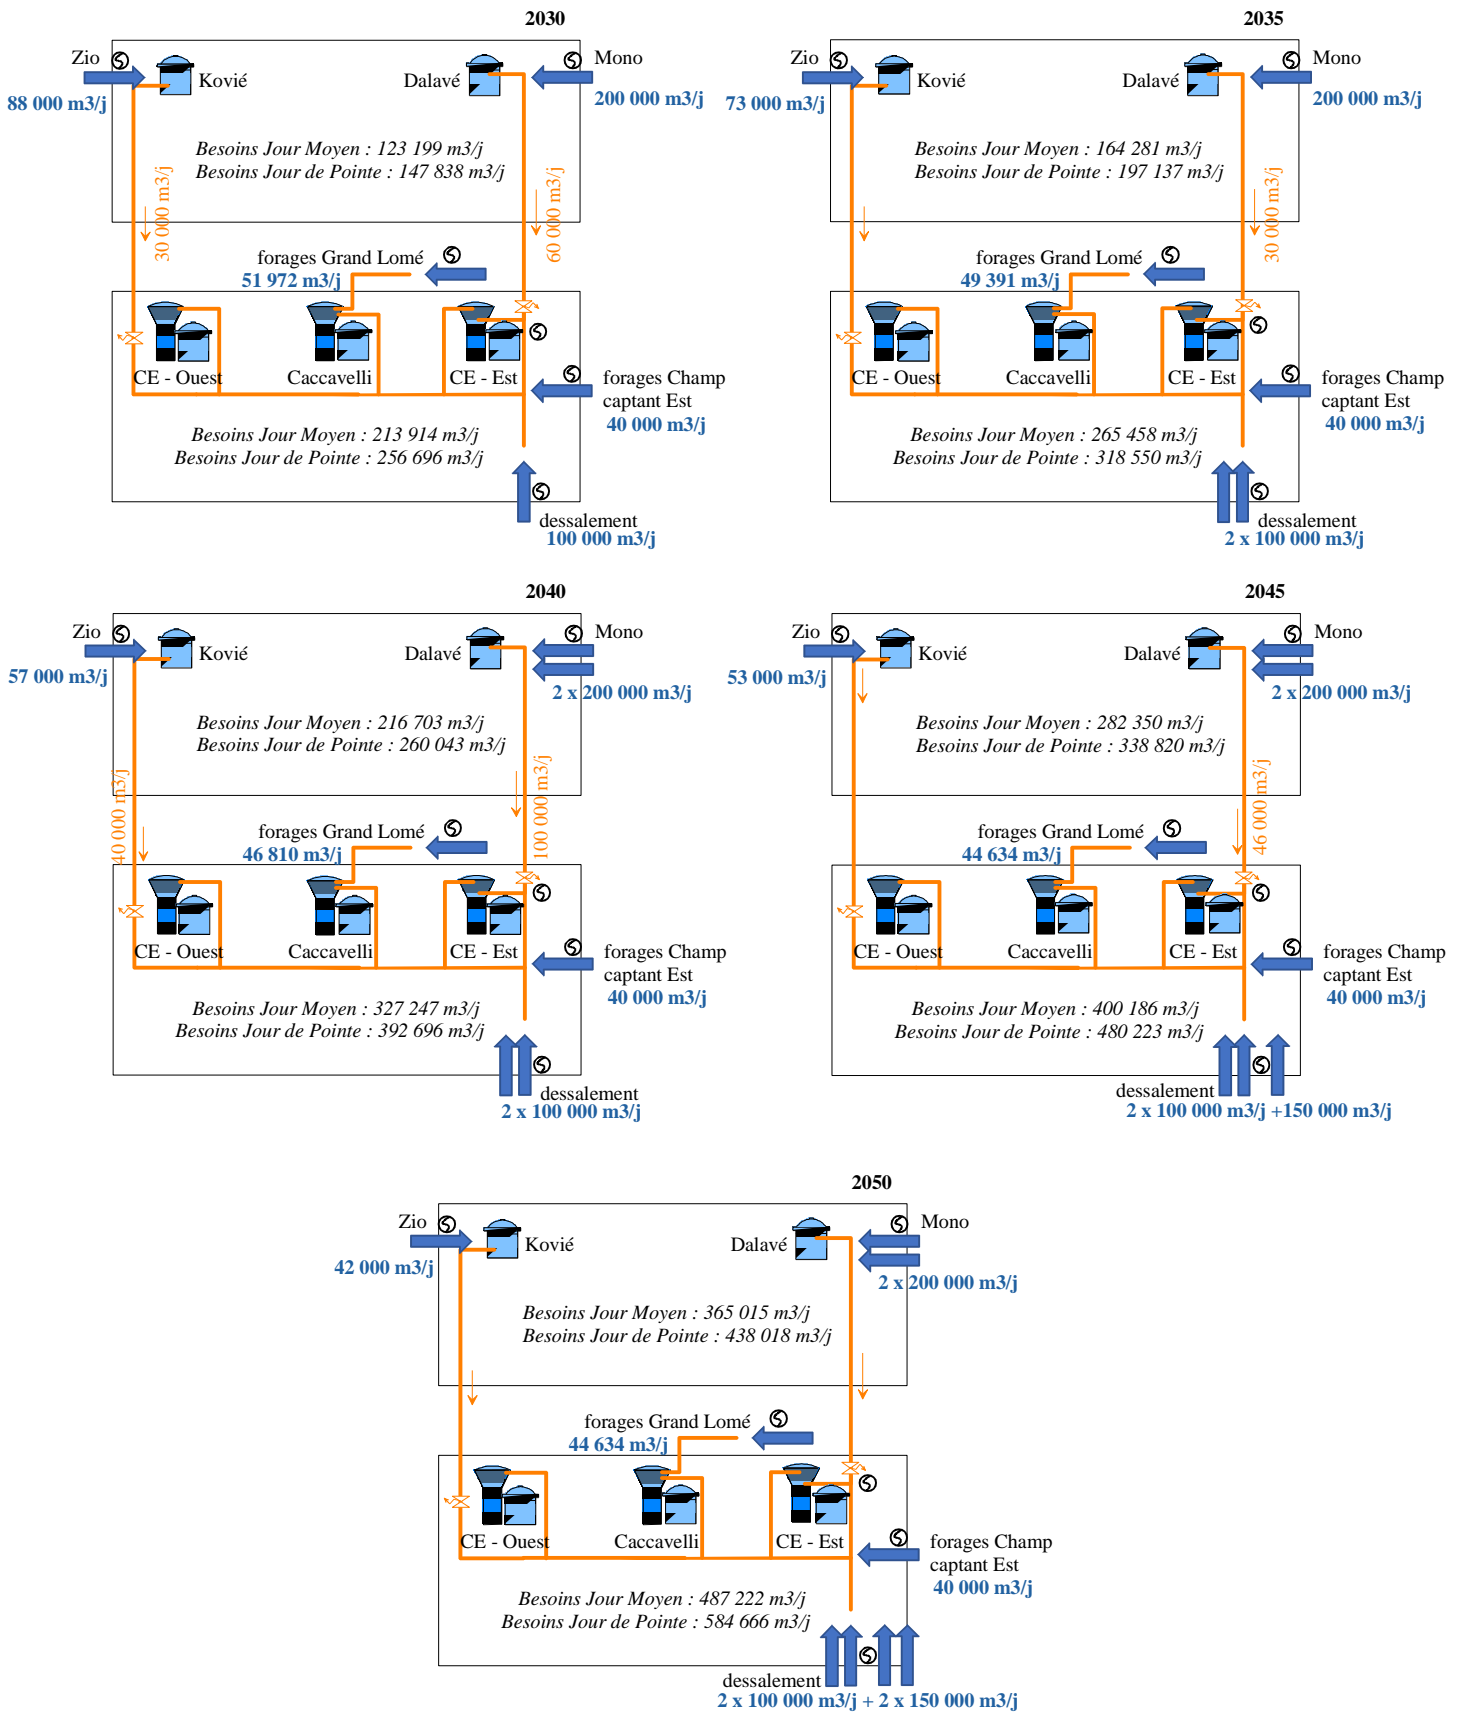 2030
Zio
Mono
Kovié
Dalavé
88 000 m3/j
200 000 m3/j
Besoins Jour Moyen : 123 199 m3/j
Besoins Jour de Pointe : 147 838 m3/j
30 000 m3/j
60 000 m3/j
forages Grand Lomé
51 972 m3/j
CE - Ouest
Caccavelli
CE - Est
forages Champ
captant Est
40 000 m3/j
Besoins Jour Moyen : 213 914 m3/j
Besoins Jour de Pointe : 256 696 m3/j
dessalement
100 000 m3/j
2035
Zio
Mono
Kovié
Dalavé
73 000 m3/j
200 000 m3/j
Besoins Jour Moyen : 164 281 m3/j
Besoins Jour de Pointe : 197 137 m3/j
30 000 m3/j
forages Grand Lomé
49 391 m3/j
CE - Ouest
Caccavelli
CE - Est
forages Champ
captant Est
40 000 m3/j
Besoins Jour Moyen : 265 458 m3/j
Besoins Jour de Pointe : 318 550 m3/j
dessalement
2 x 100 000 m3/j
2040
Zio
Mono
Kovié
Dalavé
57 000 m3/j
2 x 200 000 m3/j
Besoins Jour Moyen : 216 703 m3/j
Besoins Jour de Pointe : 260 043 m3/j
40 000 m3/j
100 000 m3/j
forages Grand Lomé
46 810 m3/j
CE - Ouest
Caccavelli
CE - Est
forages Champ
captant Est
40 000 m3/j
Besoins Jour Moyen : 327 247 m3/j
Besoins Jour de Pointe : 392 696 m3/j
dessalement
2 x 100 000 m3/j
2045
Zio
Mono
Kovié
Dalavé
53 000 m3/j
2 x 200 000 m3/j
Besoins Jour Moyen : 282 350 m3/j
Besoins Jour de Pointe : 338 820 m3/j
46 000 m3/j
forages Grand Lomé
44 634 m3/j
CE - Ouest
Caccavelli
CE - Est
forages Champ
captant Est
40 000 m3/j
Besoins Jour Moyen : 400 186 m3/j
Besoins Jour de Pointe : 480 223 m3/j
dessalement
2 x 100 000 m3/j +150 000 m3/j
2050
Zio
Mono
Kovié
Dalavé
42 000 m3/j
2 x 200 000 m3/j
Besoins Jour Moyen : 365 015 m3/j
Besoins Jour de Pointe : 438 018 m3/j
forages Grand Lomé
44 634 m3/j
CE - Ouest
Caccavelli
CE - Est
forages Champ
captant Est
40 000 m3/j
Besoins Jour Moyen : 487 222 m3/j
Besoins Jour de Pointe : 584 666 m3/j
dessalement
2 x 100 000 m3/j + 2 x 150 000 m3/j